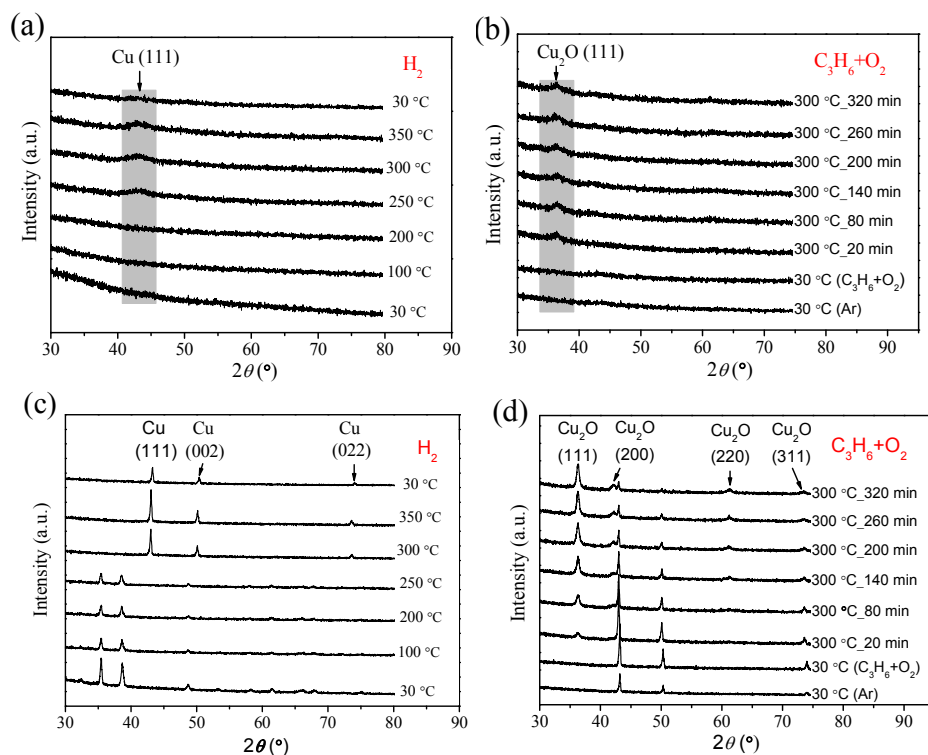 (a)
Cu (111)
H₂
30 °C
350 °C
300 °C
250 °C
200 °C
100 °C
30 °C
Intensity (a.u.)
30 40 50 60 70 80 90
2θ (°)
(b)
Cu₂O (111)
C₃H₆+O₂
300 °C_320 min
300 °C_260 min
300 °C_200 min
300 °C_140 min
300 °C_80 min
300 °C_20 min
30 °C (C₃H₆+O₂)
30 °C (Ar)
Intensity (a.u.)
30 40 50 60 70 80 90
2θ (°)
(c)
Cu Cu Cu
(111) (002) (022)
H₂
30 °C
350 °C
300 °C
250 °C
200 °C
100 °C
30 °C
Intensity (a.u.)
30 40 50 60 70 80 90 100
2θ (°)
(d)
Cu₂O Cu₂O Cu₂O Cu₂O
(111) (200) (220) (311)
C₃H₆+O₂
300 °C_320 min
300 °C_260 min
300 °C_200 min
300 °C_140 min
300 °C_80 min
300 °C_20 min
30 °C (C₃H₆+O₂)
30 °C (Ar)
Intensity (a.u.)
30 40 50 60 70 80 90 100
2θ (°)